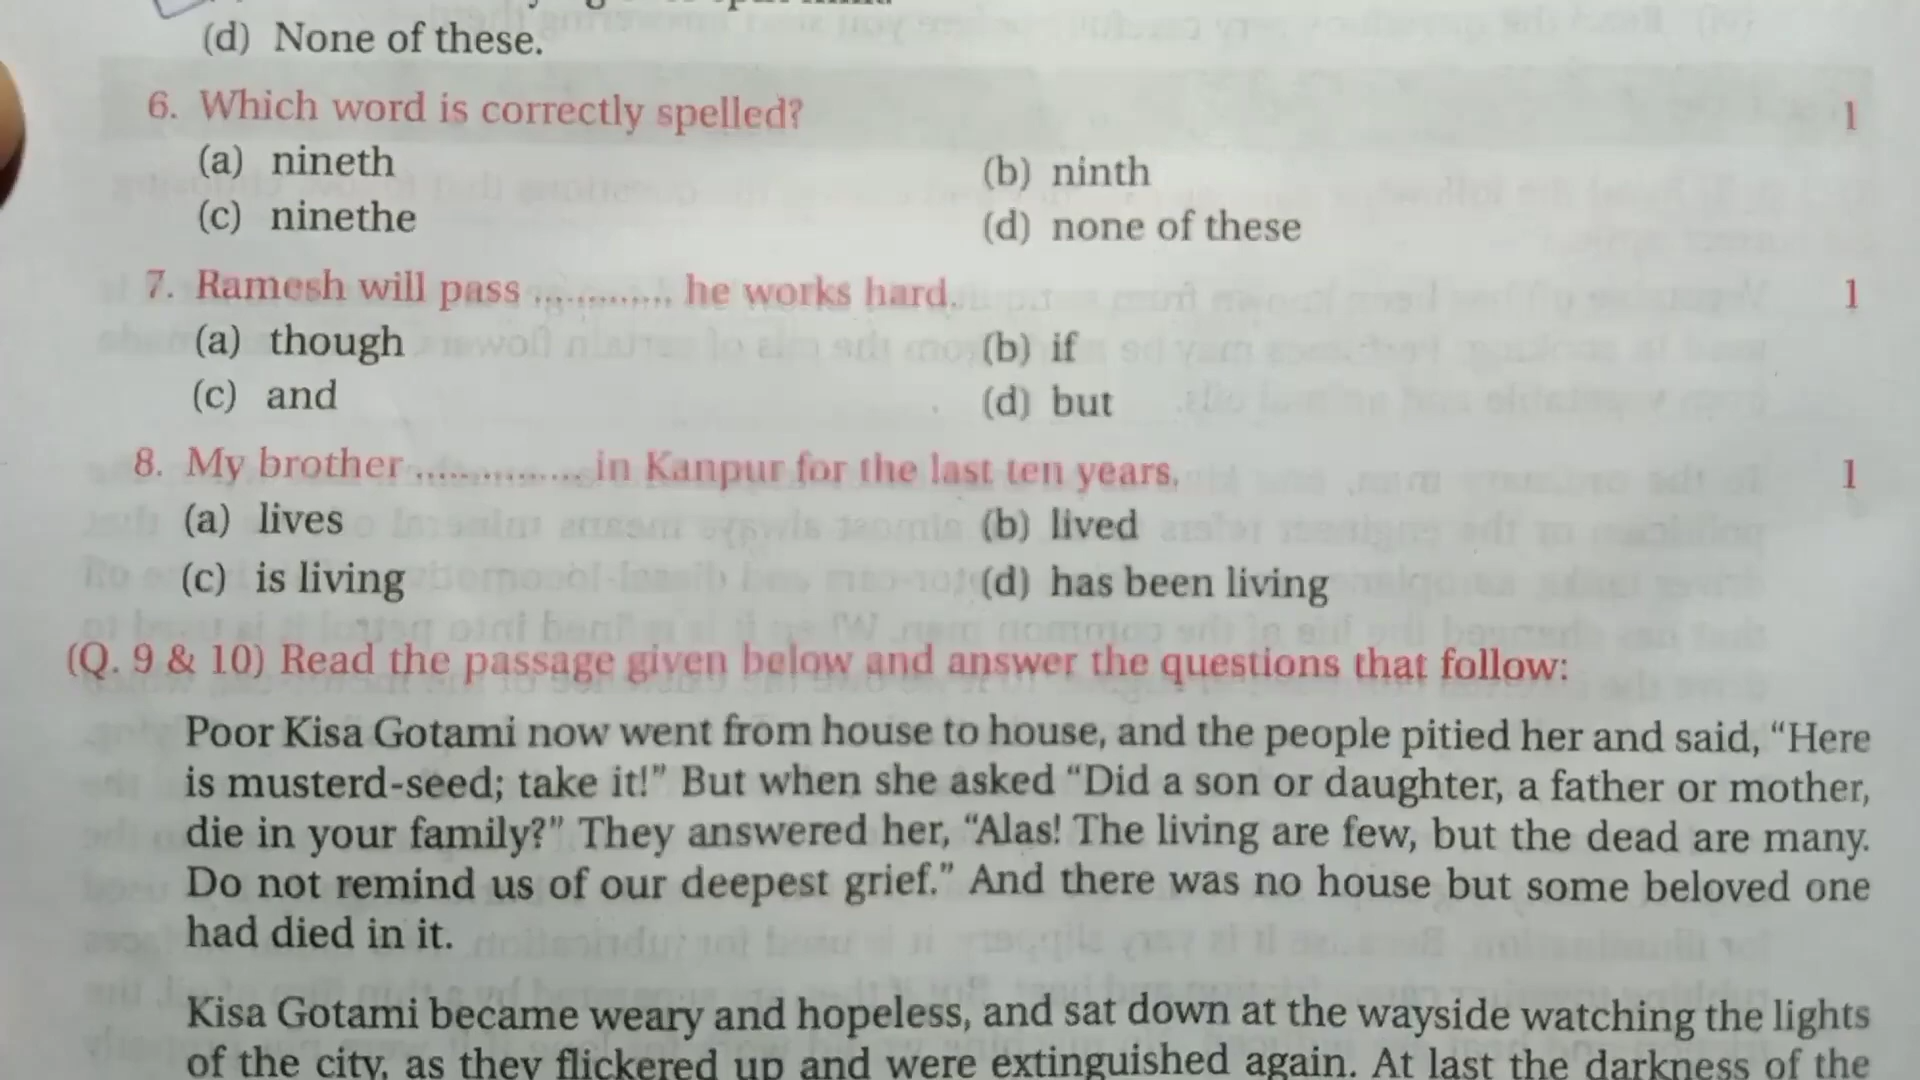 (d) None of these.
6. Which word is correctly spelled? 1
(a) nineth (b) ninth
(c) ninethe (d) none of these
7. Ramesh will pass ............. he works hard. 1
(a) though (b) if
(c) and (d) but
8. My brother ............... in Kanpur for the last ten years. 1
(a) lives (b) lived
(c) is living (d) has been living
(Q. 9 & 10) Read the passage given below and answer the questions that follow:
Poor Kisa Gotami now went from house to house, and the people pitied her and said, “Here
is musterd-seed; take it!” But when she asked “Did a son or daughter, a father or mother,
die in your family?” They answered her, “Alas! The living are few, but the dead are many.
Do not remind us of our deepest grief.” And there was no house but some beloved one
had died in it.
Kisa Gotami became weary and hopeless, and sat down at the wayside watching the lights
of the city, as they flickered up and were extinguished again. At last the darkness of the